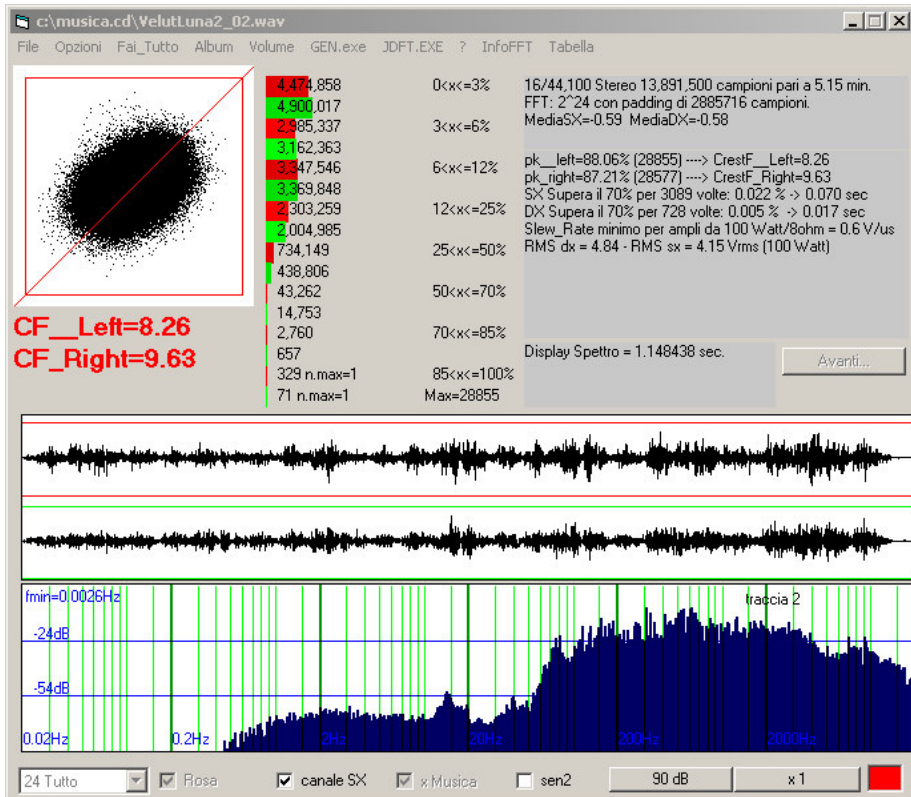 c:\musica.cd\VelutLuna2_02.wav
File Opzioni Fai_Tutto Album Volume GEN.exe JDFT.EXE ? InfoFFT Tabella
4,474,858 0<x<=3%
4,900,017
2,985,337 3<x<=6%
3,162,363
3,347,546 6<x<=12%
3,369,848
2,303,259 12<x<=25%
2,004,985
734,149 25<x<=50%
438,806
43,262 50<x<=70%
14,753
2,760 70<x<=85%
657
329 n.max=1 85<x<=100%
71 n.max=1 Max=28855
16/44,100 Stereo 13,891,500 campioni pari a 5.15 min.
FFT: 2^24 con padding di 2885716 campioni.
MediaSX=-0.59 MediaDX=-0.58
pk__left=88.06% (28855) ----> CrestF__Left=8.26
pk_right=87.21% (28577) ----> CrestF_Right=9.63
SX Supera il 70% per 3089 volte: 0.022 % -> 0.070 sec
DX Supera il 70% per 728 volte: 0.005 % -> 0.017 sec
Slew_Rate minimo per ampli da 100 Watt/8ohm = 0.6 V/us
RMS dx = 4.84 - RMS sx = 4.15 Vrms (100 Watt)
CF__Left=8.26
CF_Right=9.63
Display Spettro = 1.148438 sec.
Avanti...
fmin=0.0026Hz traccia 2
-24dB
-54dB
0.02Hz 0.2Hz 2Hz 20Hz 200Hz 2000Hz
24 Tutto Rosa canale SX x Musica sen2 90 dB x 1